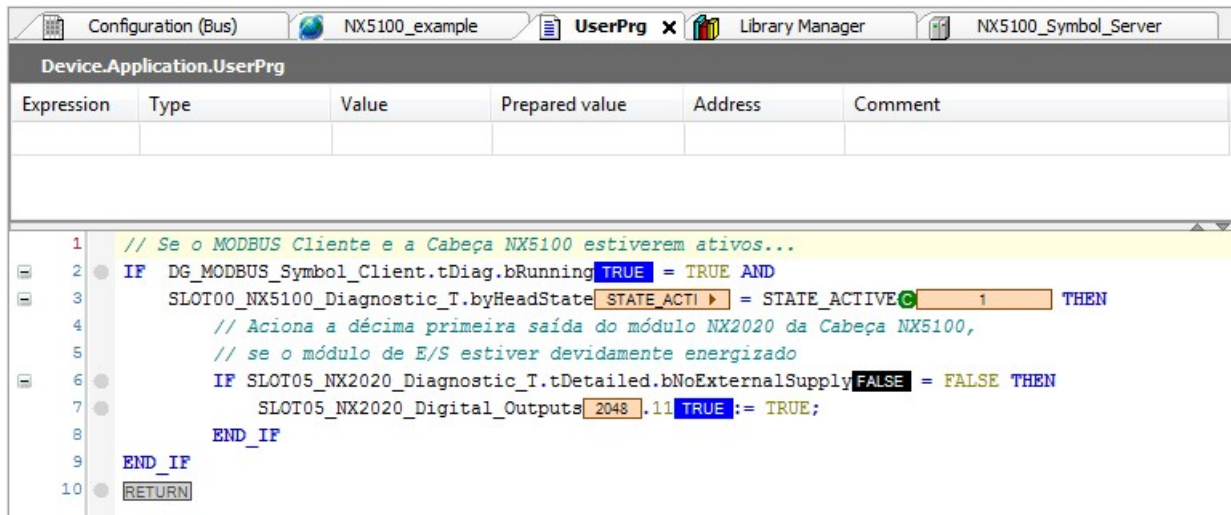 Configuration (Bus) NX5100_example UserPrg X Library Manager NX5100_Symbol_Server
Device.Application.UserPrg
Expression Type Value Prepared value Address Comment
1 // Se o MODBUS Cliente e a Cabeça NX5100 estiverem ativos...
2 IF DG_MODBUS_Symbol_Client.tDiag.bRunning TRUE = TRUE AND
3 SLOT00_NX5100_Diagnostic_T.byHeadState STATE_ACTI = STATE_ACTIVE C 1 THEN
4 // Aciona a décima primeira saída do módulo NX2020 da Cabeça NX5100,
5 // se o módulo de E/S estiver devidamente energizado
6 IF SLOT05_NX2020_Diagnostic_T.tDetailed.bNoExternalSupply FALSE = FALSE THEN
7 SLOT05_NX2020_Digital_Outputs 2048 .11 TRUE := TRUE;
8 END_IF
9 END_IF
10 RETURN